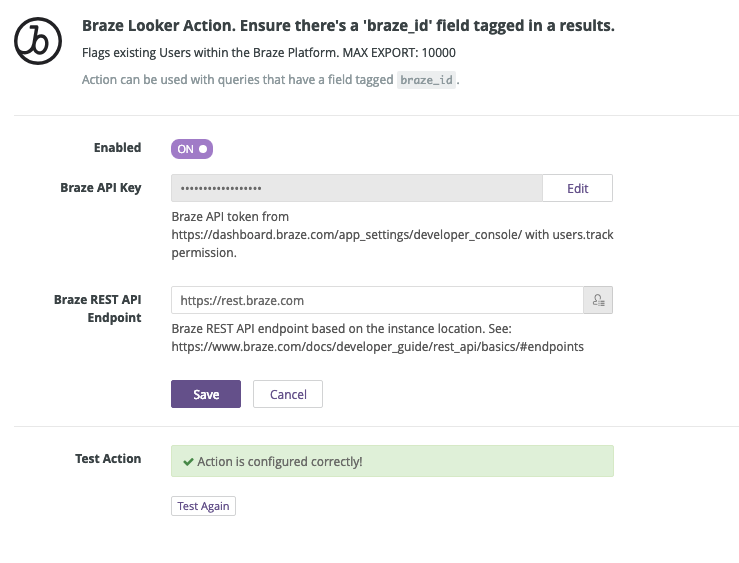 Braze Looker Action. Ensure there's a 'braze_id' field tagged in a results.
Flags existing Users within the Braze Platform. MAX EXPORT: 10000
Action can be used with queries that have a field tagged braze_id.
Enabled
ON
Braze API Key
••••••••••••••••••
Edit
Braze API token from
https://dashboard.braze.com/app_settings/developer_console/ with users.track
permission.
Braze REST API
Endpoint
https://rest.braze.com
Braze REST API endpoint based on the instance location. See:
https://www.braze.com/docs/developer_guide/rest_api/basics/#endpoints
Save
Cancel
Test Action
Action is configured correctly!
Test Again